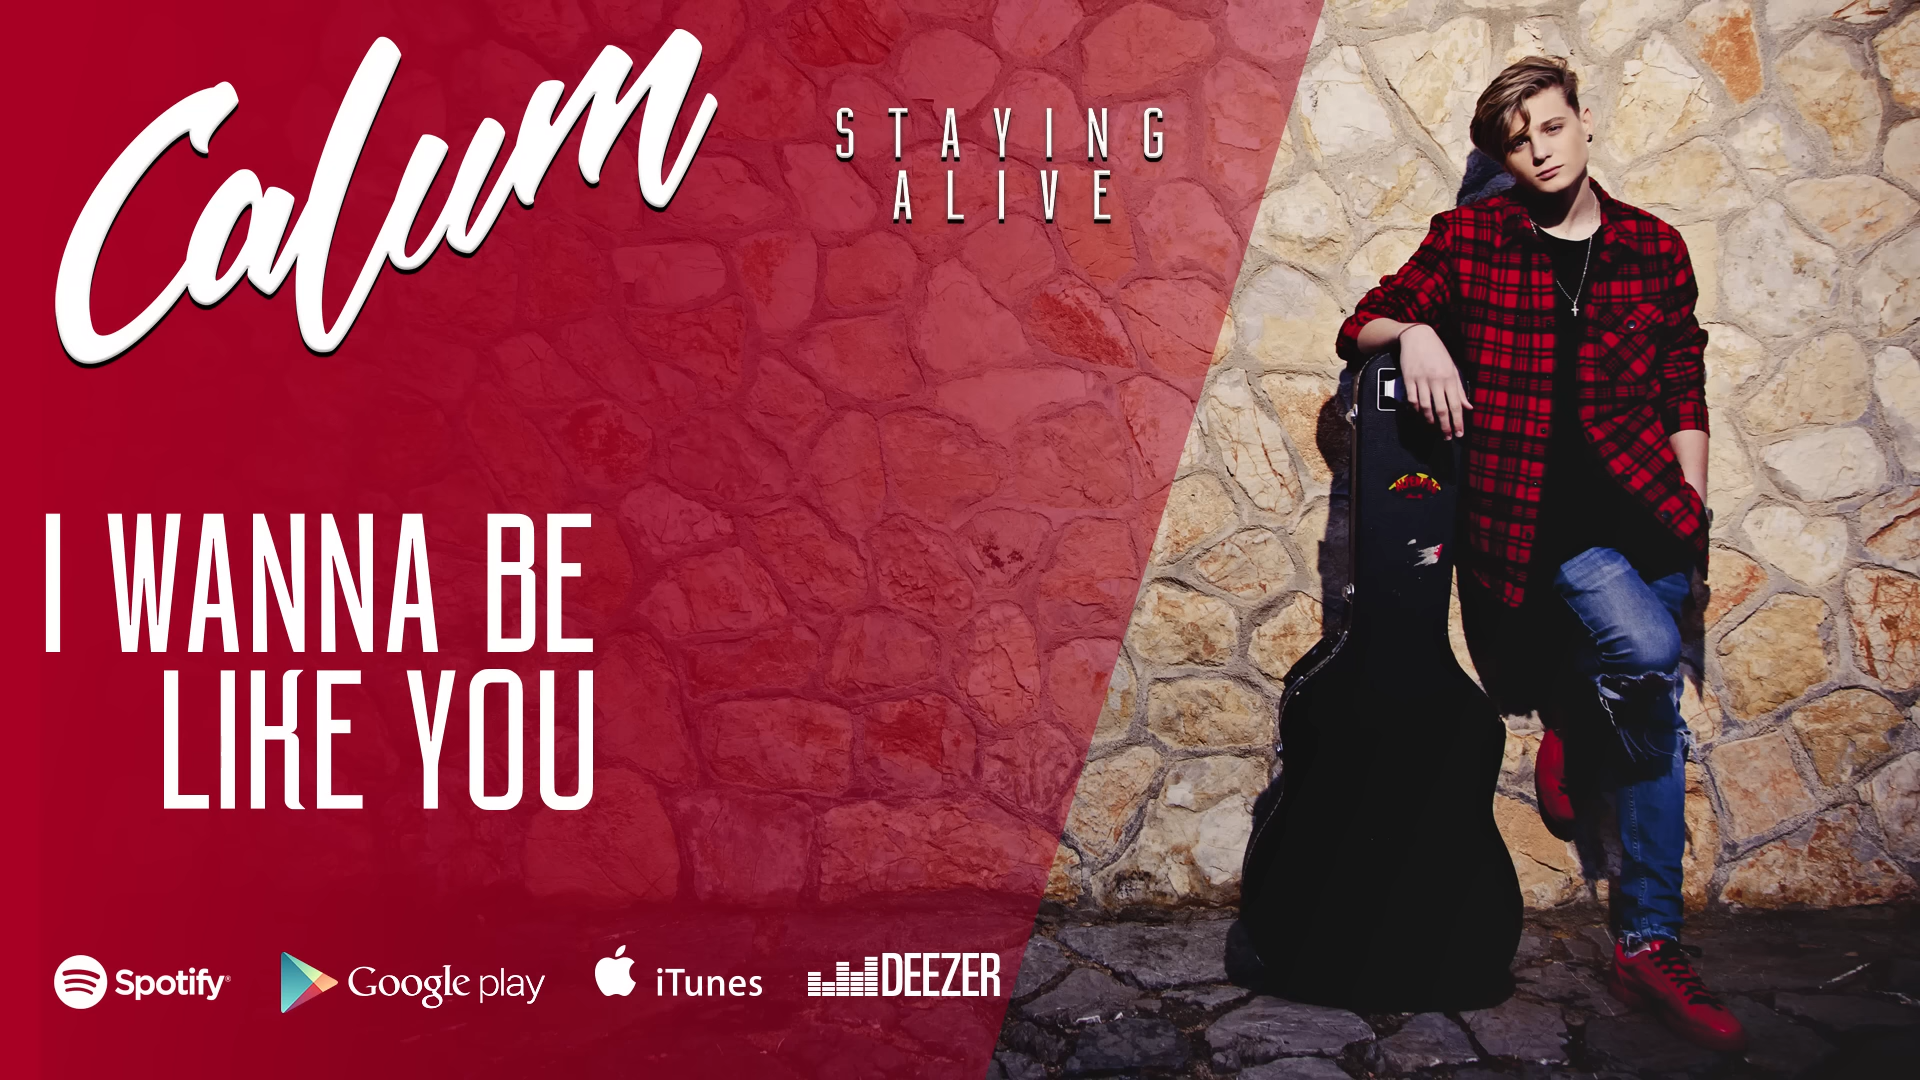 Calum
STAYING
ALIVE
I WANNA BE
LIKE YOU
Spotify®
Google play
iTunes
DEEZER